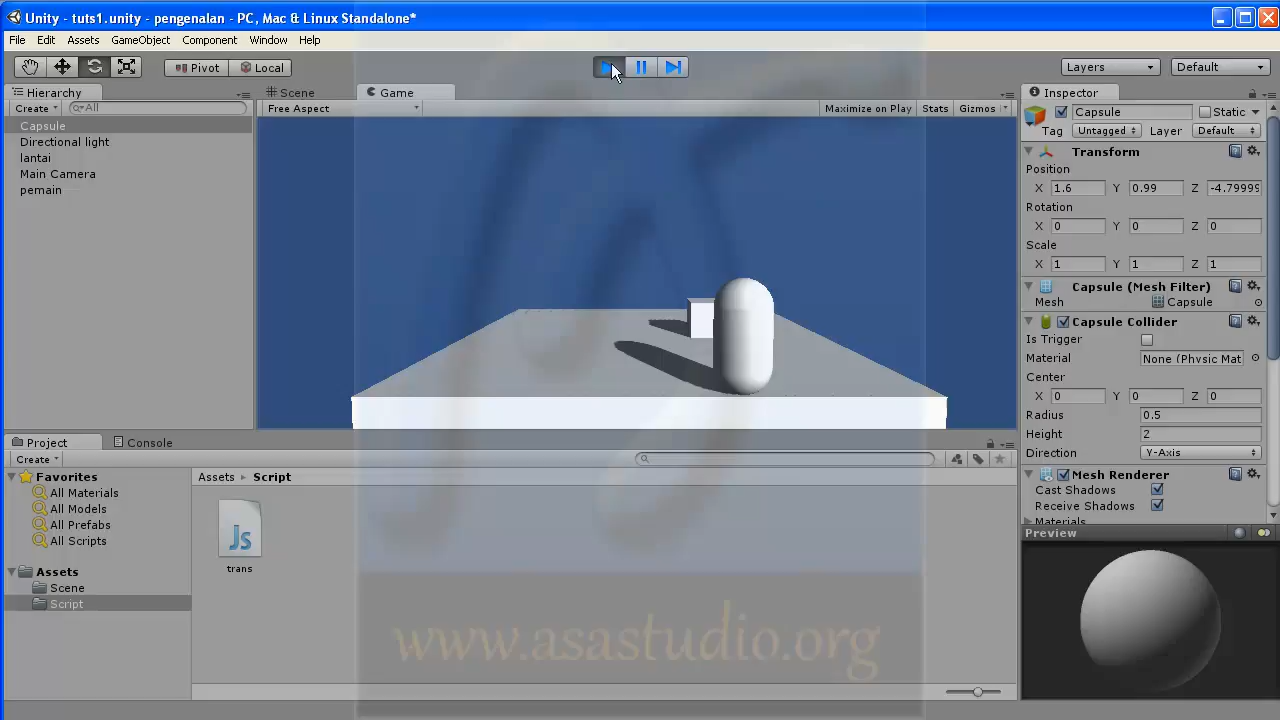 Unity - tuts1.unity - pengenalan - PC, Mac & Linux Standalone*
File Edit Assets GameObject Component Window Help
Pivot Local Layers Default
Hierarchy Scene Game Inspector
Create All Free Aspect Maximize on Play Stats Gizmos Capsule Static
Capsule
Directional light
lantai
Main Camera
pemain
Tag Untagged Layer Default
Transform
Position
X 1.6 Y 0.99 Z -4.79999
Rotation
X 0 Y 0 Z 0
Scale
X 1 Y 1 Z 1
Capsule (Mesh Filter)
Mesh Capsule
Capsule Collider
Is Trigger
Material None (Physic Mat
Center
X 0 Y 0 Z 0
Radius 0.5
Height 2
Direction Y-Axis
Mesh Renderer
Cast Shadows
Receive Shadows
Materials
Preview
Project Console
Create
Favorites
All Materials
All Models
All Prefabs
All Scripts
Assets
Scene
Script
Assets Script
Js
trans
www.asastudio.org